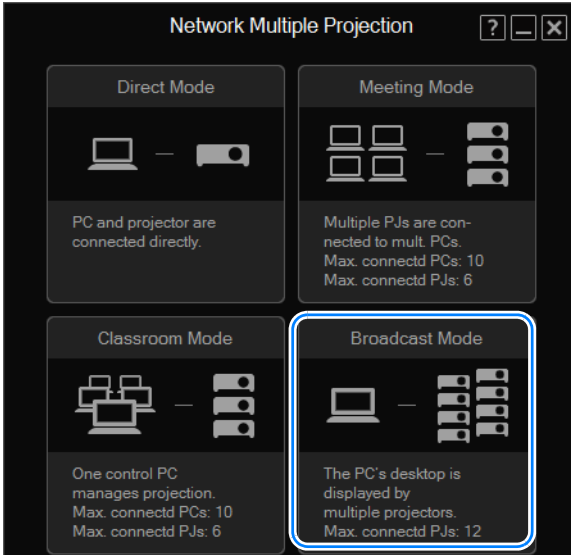 Network Multiple Projection
?
Direct Mode
PC and projector are
connected directly.
Meeting Mode
Multiple PJs are con-
nected to mult. PCs.
Max. connectd PCs: 10
Max. connectd PJs: 6
Classroom Mode
One control PC
manages projection.
Max. connectd PCs: 10
Max. connectd PJs: 6
Broadcast Mode
The PC's desktop is
displayed by
multiple projectors.
Max. connectd PJs: 12